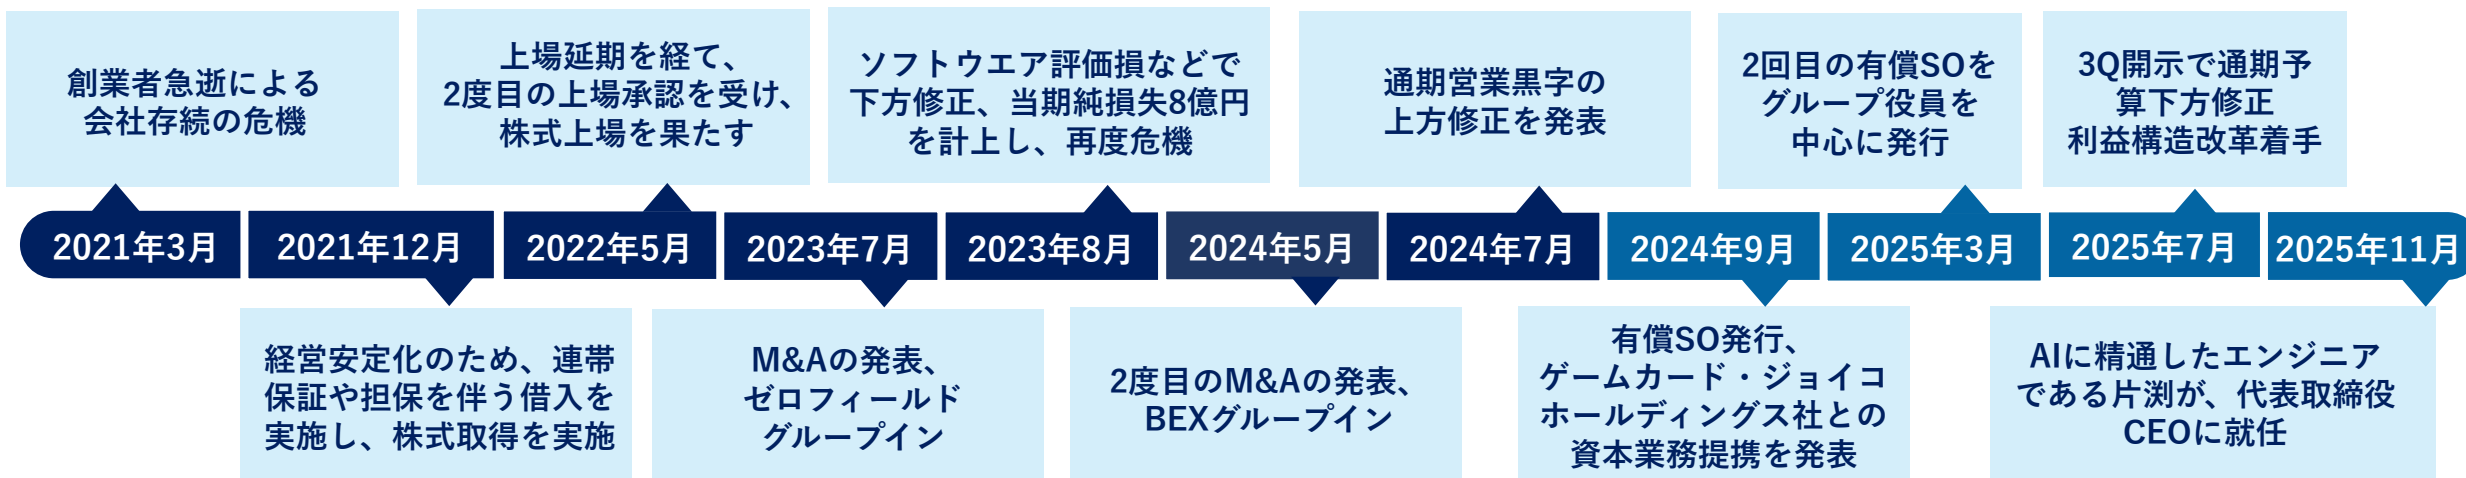 創業者急逝による
会社存続の危機
上場延期を経て、
2度目の上場承認を受け、
株式上場を果たす
ソフトウエア評価損などで
下方修正、当期純損失8億円
を計上し、再度危機
通期営業黒字の
上方修正を発表
2回目の有償SOを
グループ役員を
中心に発行
3Q開示で通期予
算下方修正
利益構造改革着手
2021年3月
2021年12月
2022年5月
2023年7月
2023年8月
2024年5月
2024年7月
2024年9月
2025年3月
2025年7月
2025年11月
経営安定化のため、連帯
保証や担保を伴う借入を
実施し、株式取得を実施
M&Aの発表、
ゼロフィールド
グループイン
2度目のM&Aの発表、
BEXグループイン
有償SO発行、
ゲームカード・ジョイコ
ホールディングス社との
資本業務提携を発表
AIに精通したエンジニア
である片渕が、代表取締役
CEOに就任